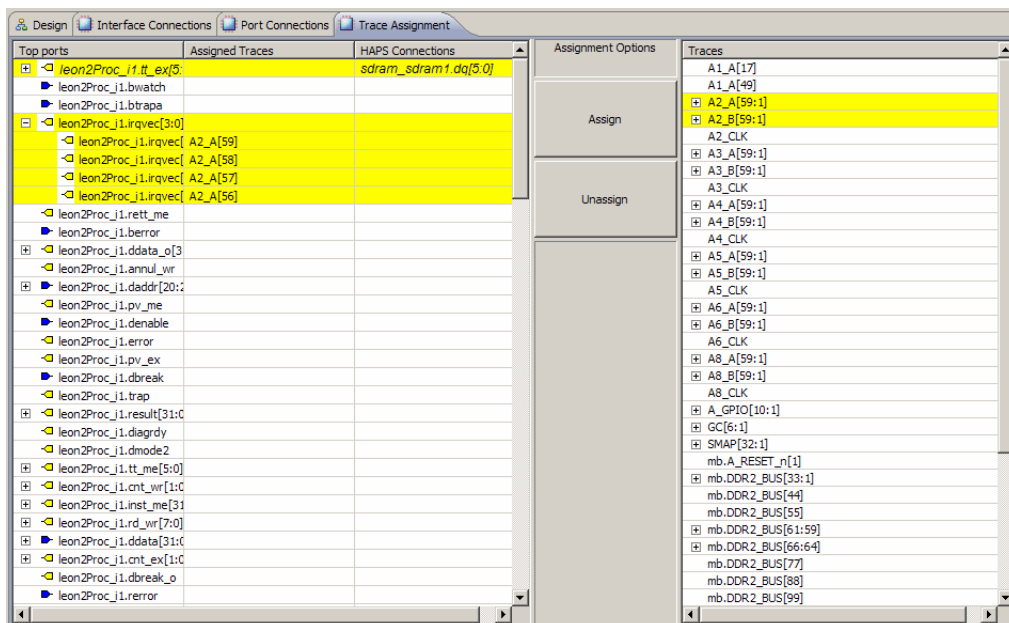 Design Interface Connections Port Connections Trace Assignment
Top ports Assigned Traces HAPS Connections
leon2Proc_i1.tt_ex[5: sdram_sdram1.dq[5:0]
leon2Proc_i1.bwatch
leon2Proc_i1.btrapa
leon2Proc_i1.irqvec[3:0]
leon2Proc_i1.irqvec[ A2_A[59]
leon2Proc_i1.irqvec[ A2_A[58]
leon2Proc_i1.irqvec[ A2_A[57]
leon2Proc_i1.irqvec[ A2_A[56]
leon2Proc_i1.rett_me
leon2Proc_i1.berror
leon2Proc_i1.ddata_o[3
leon2Proc_i1.annul_wr
leon2Proc_i1.daddr[20:2
leon2Proc_i1.pv_me
leon2Proc_i1.denable
leon2Proc_i1.error
leon2Proc_i1.pv_ex
leon2Proc_i1.dbreak
leon2Proc_i1.trap
leon2Proc_i1.result[31:0
leon2Proc_i1.diagrdy
leon2Proc_i1.dmode2
leon2Proc_i1.tt_me[5:0]
leon2Proc_i1.cnt_wr[1:0
leon2Proc_i1.inst_me[31
leon2Proc_i1.rd_wr[7:0]
leon2Proc_i1.ddata[31:0
leon2Proc_i1.cnt_ex[1:0
leon2Proc_i1.dbreak_o
leon2Proc_i1.rerror
Assignment Options
Assign
Unassign
Traces
A1_A[17]
A1_A[49]
A2_A[59:1]
A2_B[59:1]
A2_CLK
A3_A[59:1]
A3_B[59:1]
A3_CLK
A4_A[59:1]
A4_B[59:1]
A4_CLK
A5_A[59:1]
A5_B[59:1]
A5_CLK
A6_A[59:1]
A6_B[59:1]
A6_CLK
A8_A[59:1]
A8_B[59:1]
A8_CLK
A_GPIO[10:1]
GC[6:1]
SMAP[32:1]
mb.A_RESET_n[1]
mb.DDR2_BUS[33:1]
mb.DDR2_BUS[44]
mb.DDR2_BUS[55]
mb.DDR2_BUS[61:59]
mb.DDR2_BUS[66:64]
mb.DDR2_BUS[77]
mb.DDR2_BUS[88]
mb.DDR2_BUS[99]